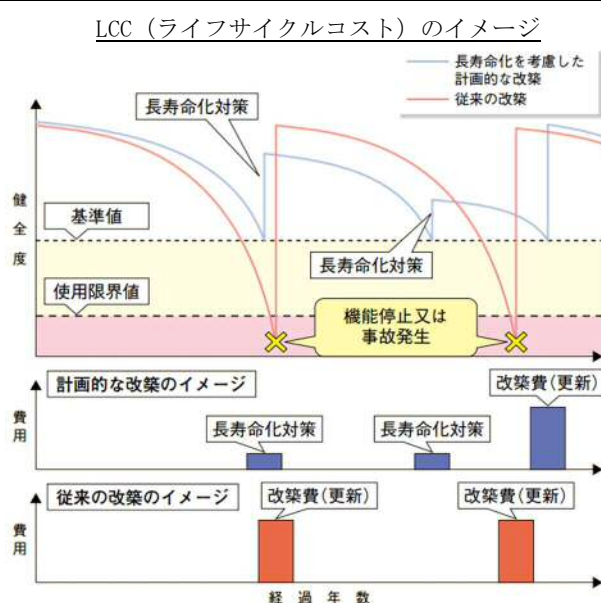 LCC（ライフサイクルコスト）のイメージ
長寿命化を考慮した
計画的な改築
従来の改築
長寿命化対策
健全度
基準値
長寿命化対策
使用限界値
機能停止又は
事故発生
計画的な改築のイメージ
改築費(更新)
費用
長寿命化対策
長寿命化対策
従来の改築のイメージ
改築費(更新)
改築費(更新)
費用
経過年数